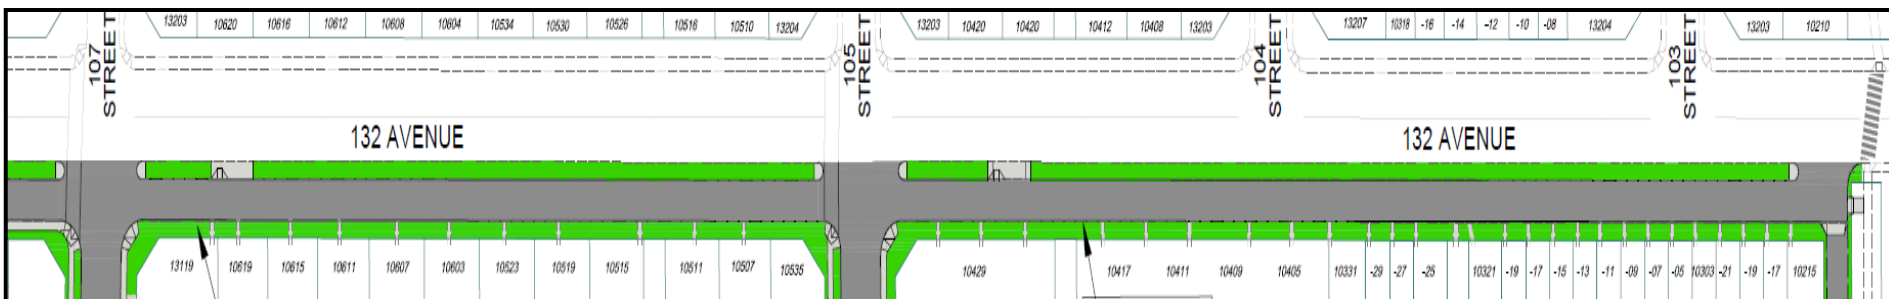 13203 10620 10616 10612 10608 10604 10534 10530 10526 10516 10510 13204 13203 10420 10420 10412 10408 13203 13207 10318 -16 -14 -12 -10 -08 13204 13203 10210
107 STREET
105 STREET
104 STREET
103 STREET
132 AVENUE 132 AVENUE
13119 10619 10615 10611 10607 10603 10523 10519 10515 10511 10507 10535 10429 10417 10411 10409 10405 10331 -29 -27 -25 10321 -19 -17 -15 -13 -11 -09 -07 -05 10303 -21 -19 -17 10215